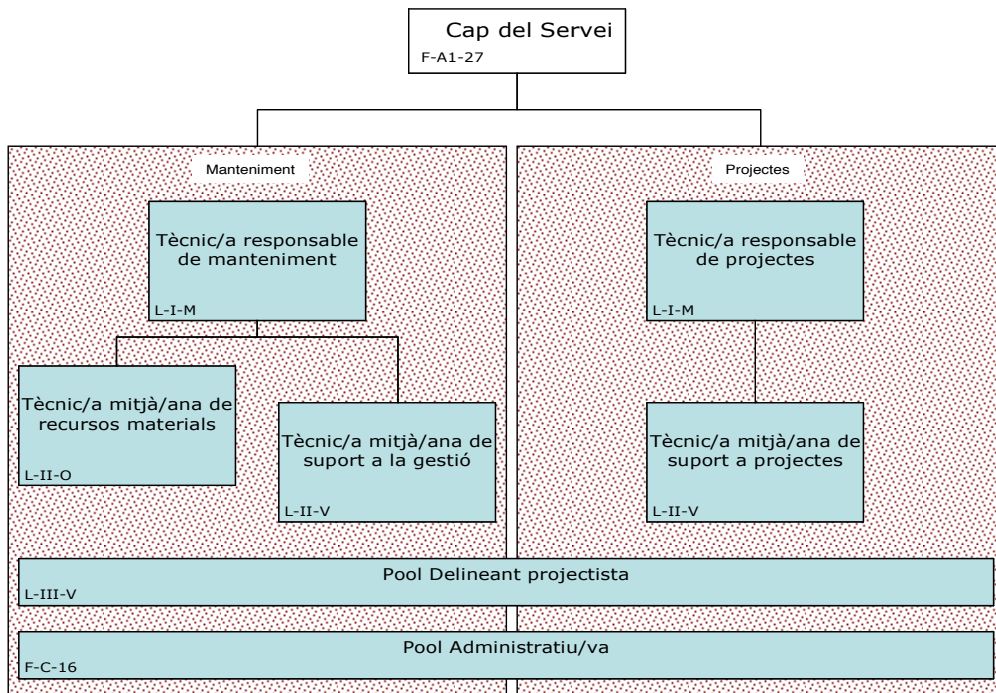 Cap del Servei
F-A1-27
Manteniment
Projectes
Tècnic/a responsable
de manteniment
L-I-M
Tècnic/a responsable
de projectes
L-I-M
Tècnic/a mitjà/ana de
recursos materials
L-II-O
Tècnic/a mitjà/ana de
suport a la gestió
L-II-V
Tècnic/a mitjà/ana de
suport a projectes
L-II-V
Pool Delineant projectista
L-III-V
Pool Administratiu/va
F-C-16